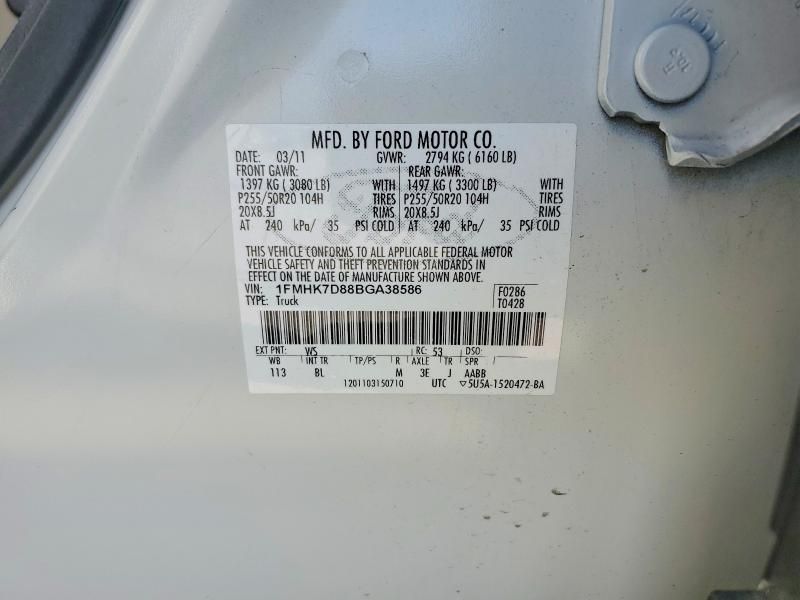 MFD. BY FORD MOTOR CO.
DATE: 03/11 GVWR: 2794 KG ( 6160 LB)
FRONT GAWR: REAR GAWR:
1397 KG ( 3080 LB) WITH 1497 KG ( 3300 LB) WITH
P255/50R20 104H TIRES P255/50R20 104H TIRES
20X8.5J RIMS 20X8.5J RIMS
AT 240 kPa/ 35 PSI COLD AT 240 kPa/ 35 PSI COLD
THIS VEHICLE CONFORMS TO ALL APPLICABLE FEDERAL MOTOR
VEHICLE SAFETY AND THEFT PREVENTION STANDARDS IN
EFFECT ON THE DATE OF MANUFACTURE SHOWN ABOVE.
VIN: 1FMHK7D88BGA38586 F0286
TYPE: Truck T0428
EXT PNT: WS RC: 53 DSO:
WB INT TR TP/PS R AXLE TR SPR
113 BL M 3E J AABB
1201103150710 UTC ▽5U5A-1520472-BA